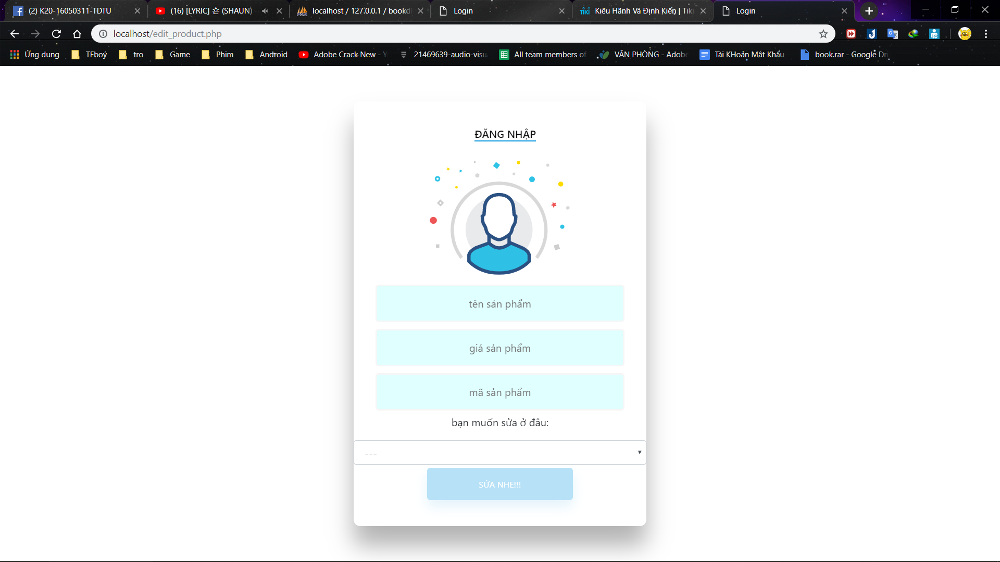 (2) K20-16050311-TDTU
(16) [LYRIC] 숀 (SHAUN)
localhost / 127.0.0.1 / bookd
Login
TIKI
Kiêu Hãnh Và Định Kiến | Tiki
Login
localhost/edit_product.php
Ứng dụng
TFboý
trọ
Game
Phim
Android
Adobe Crack New - Y
21469639-audio-visu
All team members of
VĂN PHÒNG - Adobe
Tài KHoản Mật Khẩu
book.rar - Google Dri
ĐĂNG NHẬP
tên sản phẩm
giá sản phẩm
mã sản phẩm
bạn muốn sửa ở đâu:
---
SỬA NHE!!!